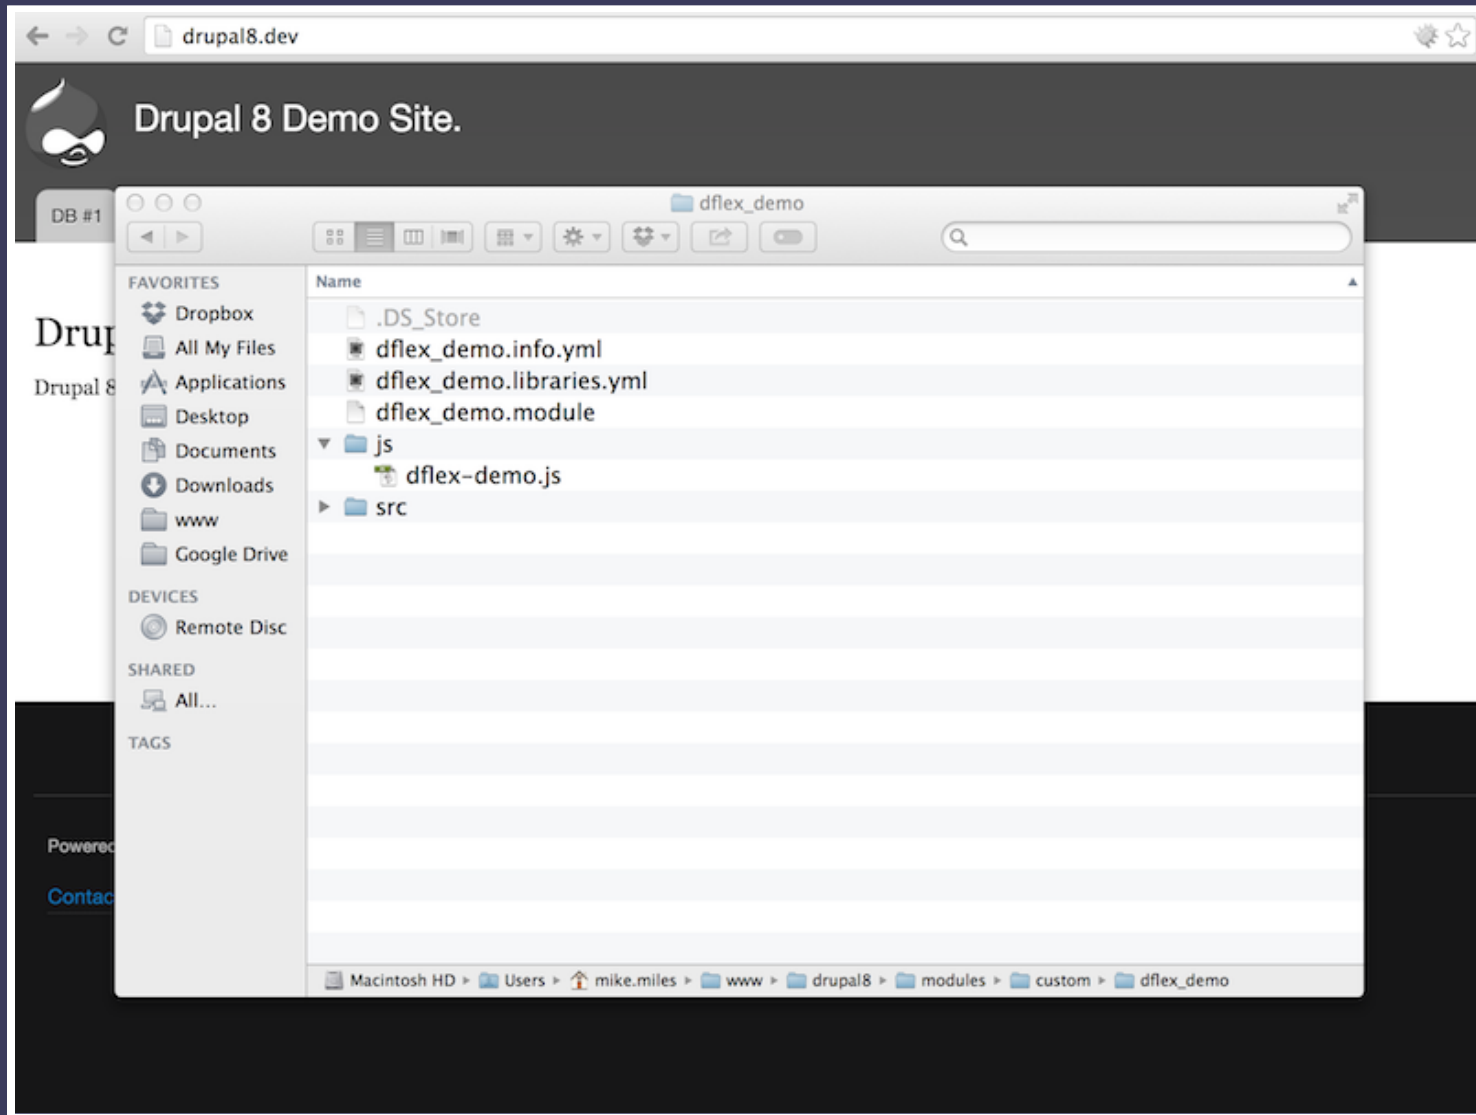 drupal8.dev
Drupal 8 Demo Site.
DB #1
dflex_demo
FAVORITES
Dropbox
All My Files
Applications
Desktop
Documents
Downloads
www
Google Drive
DEVICES
Remote Disc
SHARED
All...
TAGS
Name
.DS_Store
dflex_demo.info.yml
dflex_demo.libraries.yml
dflex_demo.module
js
dflex-demo.js
src
Macintosh HD Users mike.miles www drupal8 modules custom dflex_demo
Drup
Drupal 8
Powered
Contac